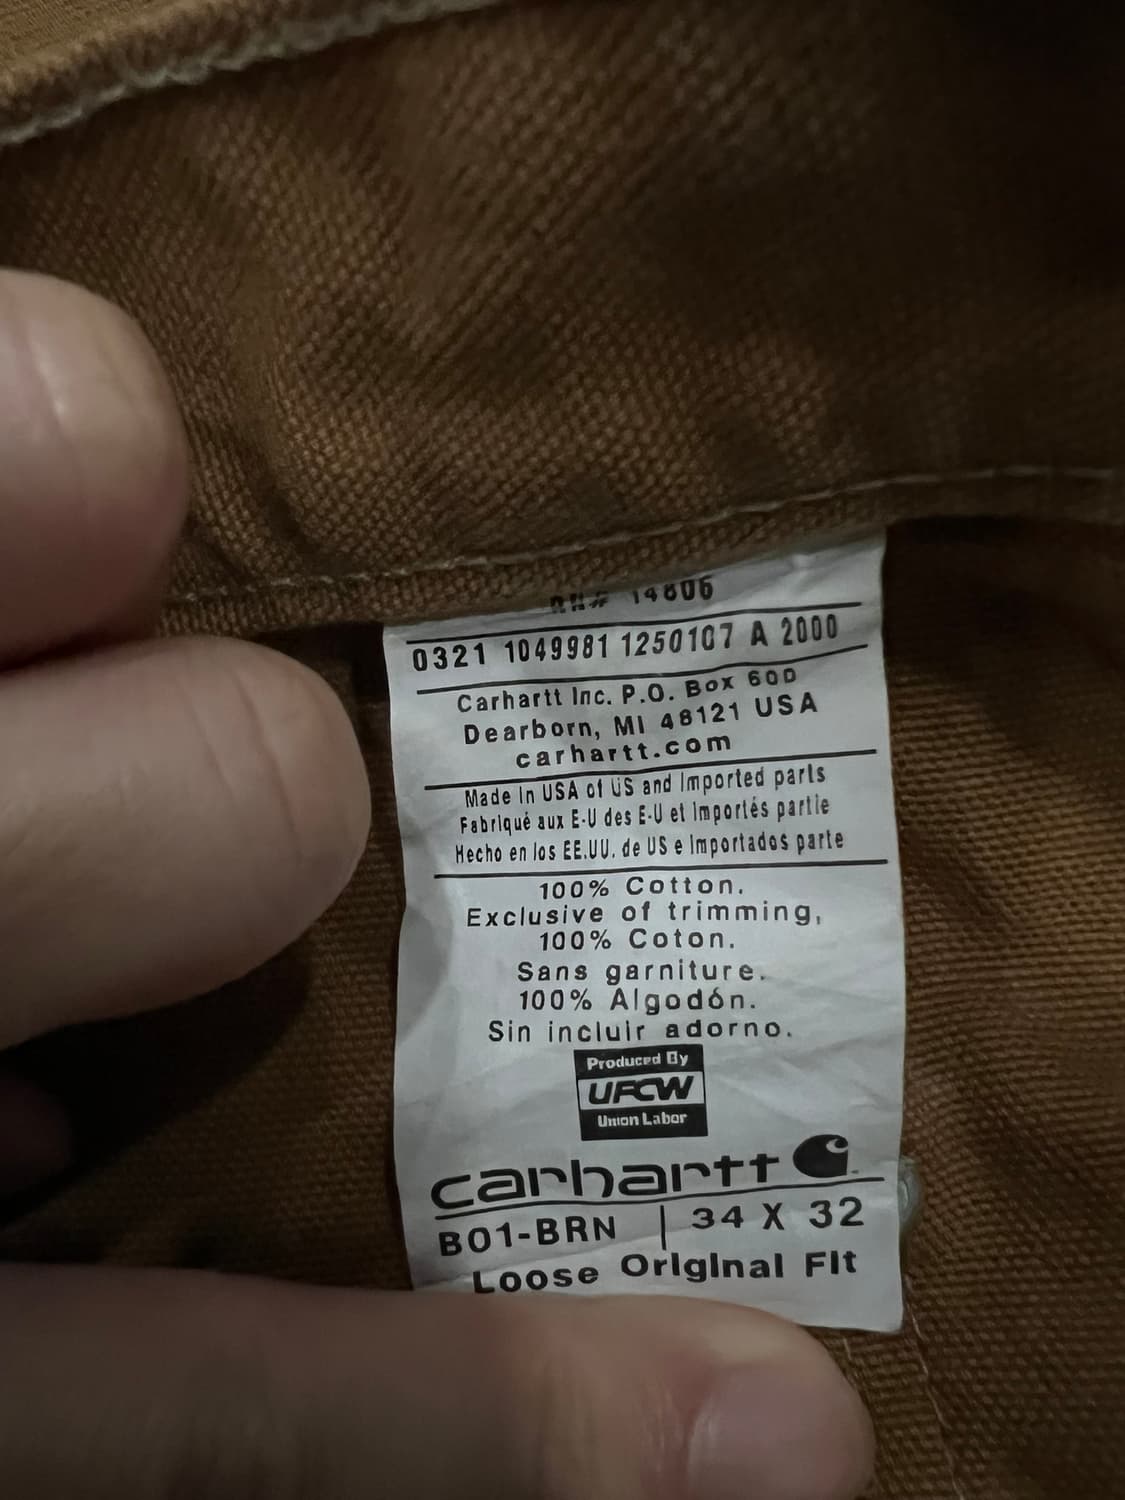 RN# 14806
0321 1049981 1250107 A 2000
Carhartt Inc. P.O. Box 600
Dearborn, MI 48121 USA
carhartt.com
Made In USA of US and Imported parts
Fabriqué aux E-U des E-U et Importés partie
Hecho en los EE.UU. de US e Importados parte
100% Cotton.
Exclusive of trimming,
100% Coton.
Sans garniture.
100% Algodón.
Sin incluir adorno.
Produced By
UFCW
Union Labor
carhartt
B01-BRN | 34 X 32
Loose Original Fit